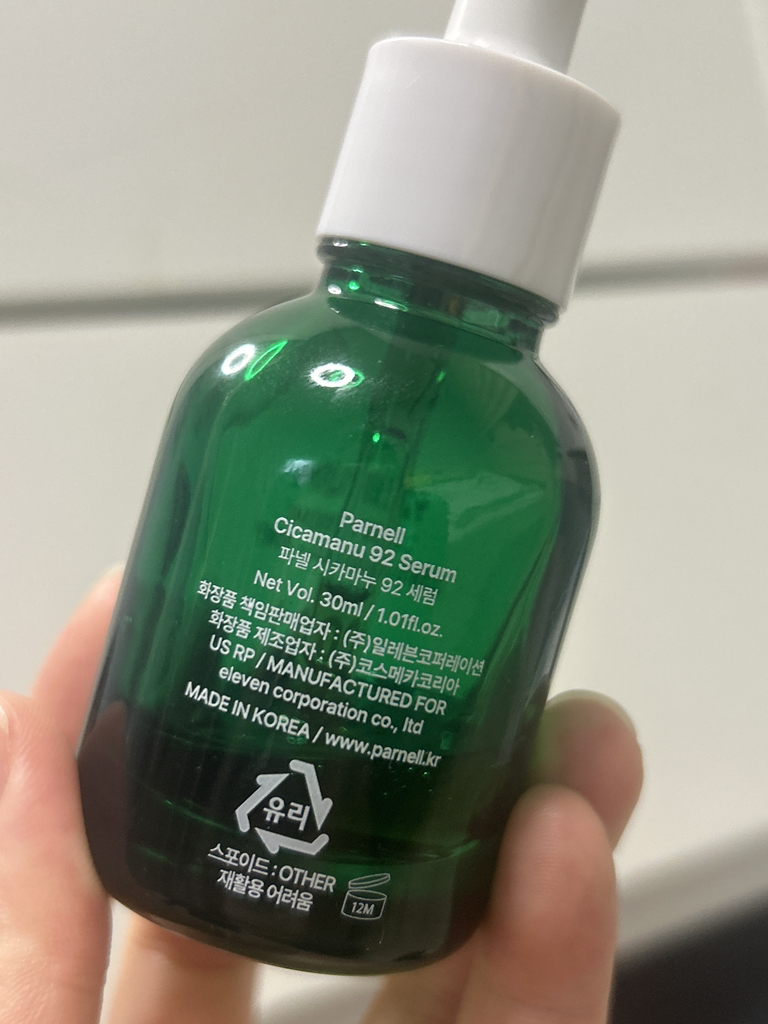 Parnell
Cicamanu 92 Serum
파넬 시카마누 92 세럼
Net Vol. 30ml / 1.01fl.oz.
화장품 책임판매업자 : (주)일레븐코퍼레이션
화장품 제조업자 : (주)코스메카코리아
US RP / MANUFACTURED FOR
eleven corporation co., ltd
MADE IN KOREA / www.parnell.kr
유리
스포이드 : OTHER
재활용 어려움
12M